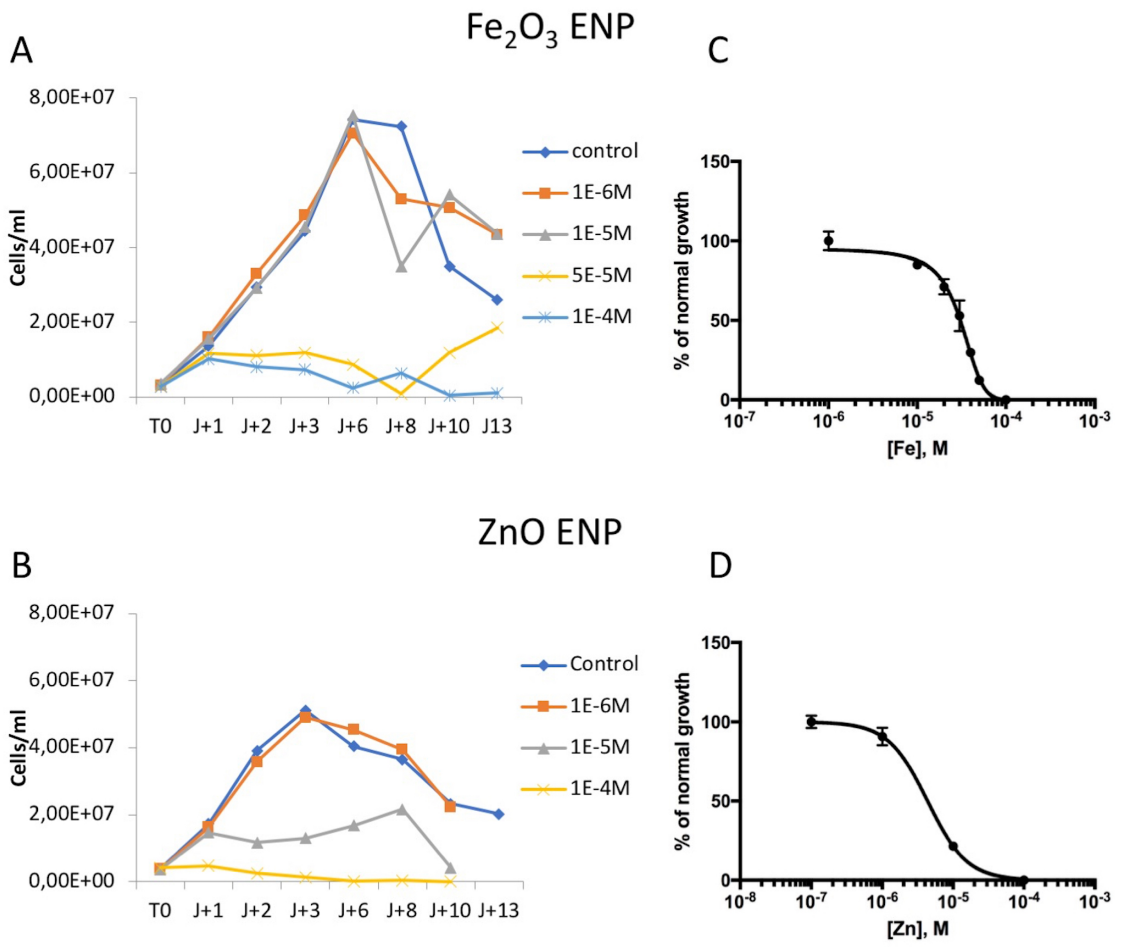 Fe₂O₃ ENP
A
8,00E+07
6,00E+07
4,00E+07
2,00E+07
0,00E+00
Cells/ml
T0 J+1 J+2 J+3 J+6 J+8 J+10 J13
control
1E-6M
1E-5M
5E-5M
1E-4M
C
150
100
50
0
% of normal growth
10⁻⁷ 10⁻⁶ 10⁻⁵ 10⁻⁴ 10⁻³
[Fe], M
ZnO ENP
B
8,00E+07
6,00E+07
4,00E+07
2,00E+07
0,00E+00
Cells/ml
T0 J+1 J+2 J+3 J+6 J+8 J+10 J+13
Control
1E-6M
1E-5M
1E-4M
D
150
100
50
0
% of normal growth
10⁻⁸ 10⁻⁷ 10⁻⁶ 10⁻⁵ 10⁻⁴ 10⁻³
[Zn], M